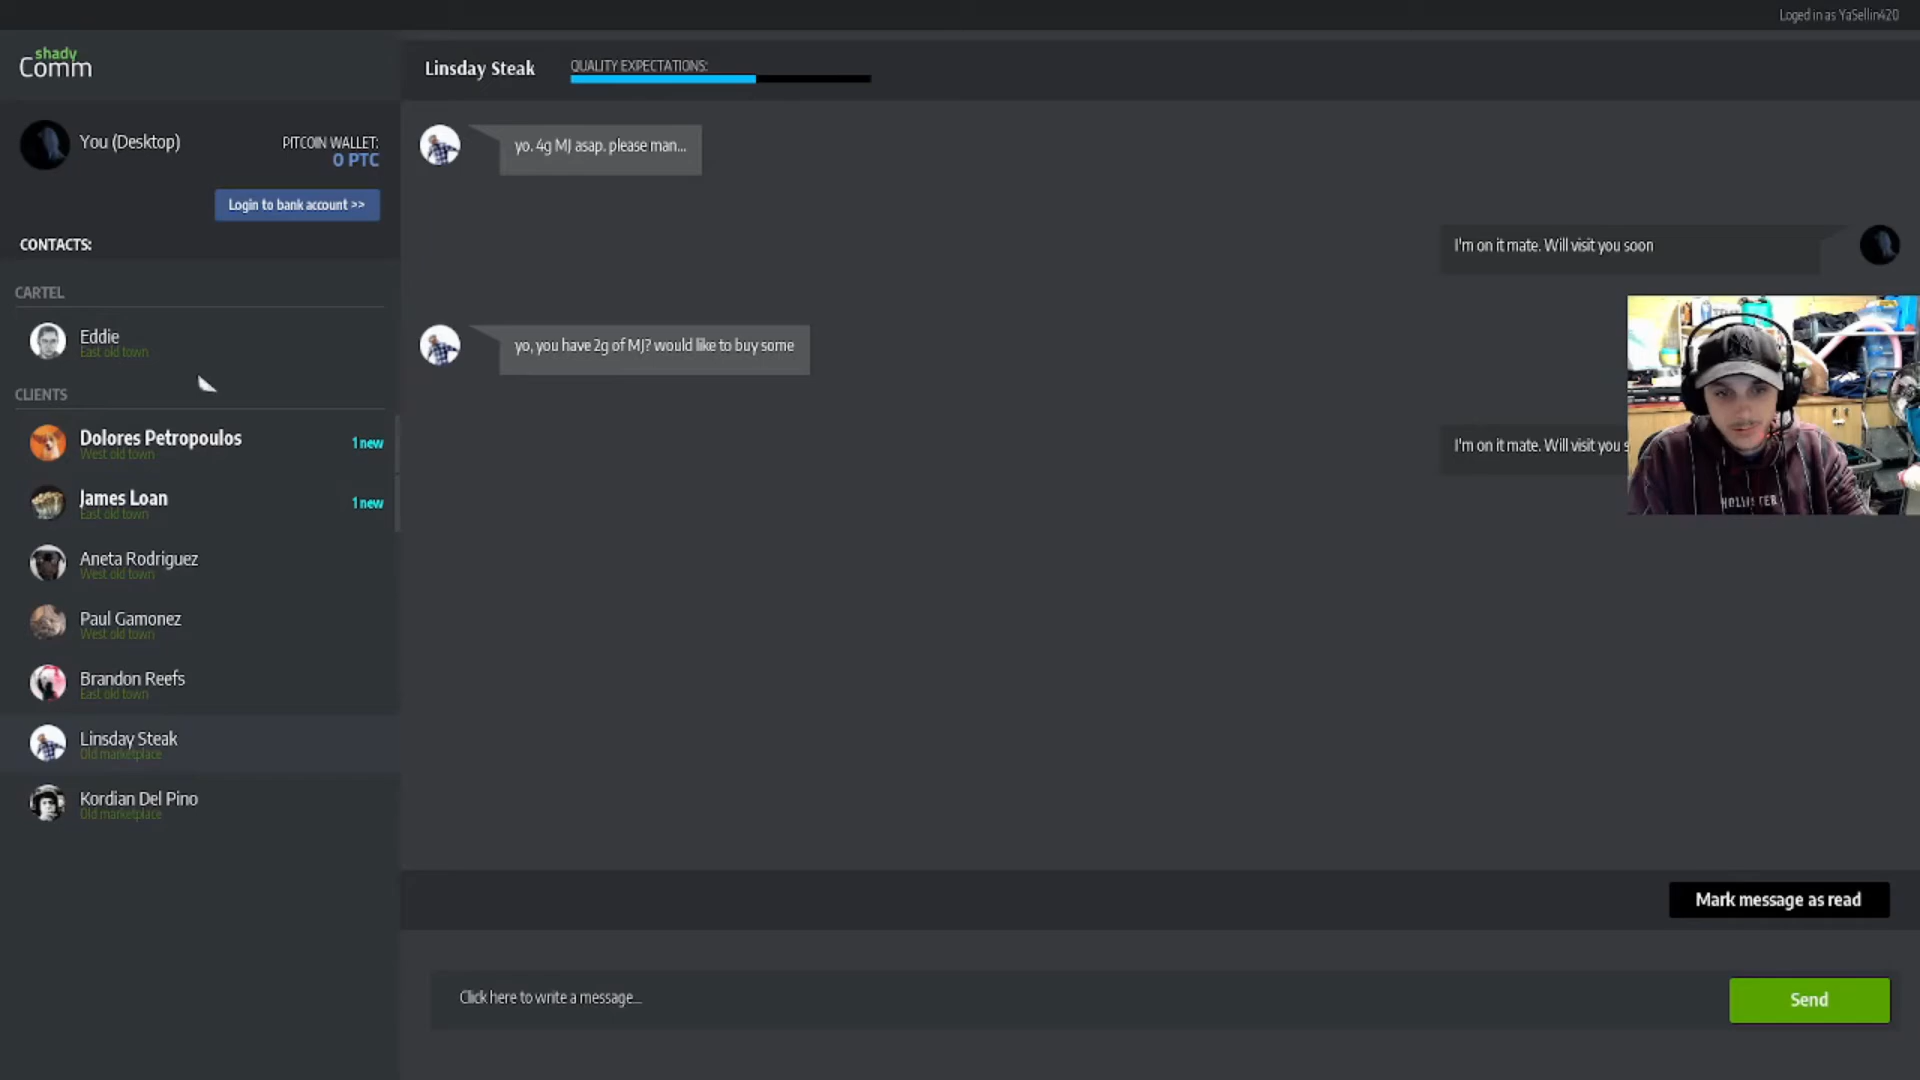 Loged in as YaSellin420
shady
Comm
Linsday Steak
QUALITY EXPECTATIONS:
You (Desktop)
PITCOIN WALLET:
0 PTC
Login to bank account >>
CONTACTS:
CARTEL
Eddie
East old town
CLIENTS
Dolores Petropoulos
West old town
1 new
James Loan
East old town
1 new
Aneta Rodriguez
West old town
Paul Gamonez
West old town
Brandon Reefs
East old town
Linsday Steak
Old marketplace
Kordian Del Pino
Old marketplace
yo. 4g MJ asap. please man...
I'm on it mate. Will visit you soon
yo, you have 2g of MJ? would like to buy some
I'm on it mate. Will visit you s
HOLLISTER
Mark message as read
Click here to write a message...
Send